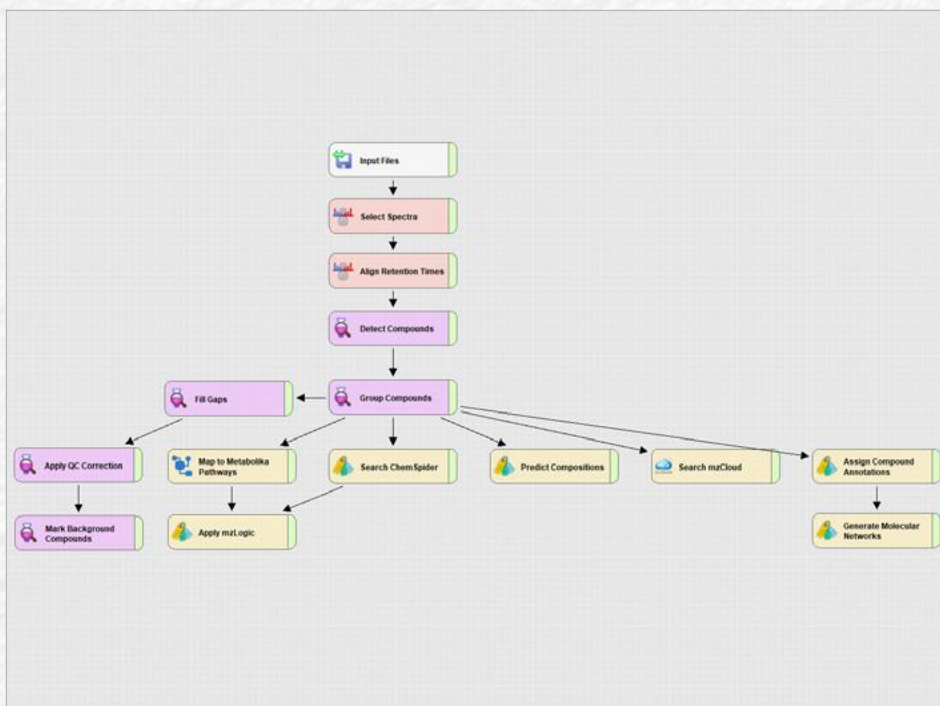 Input Files
Select Spectra
Align Retention Times
Detect Compounds
Fill Gaps
Group Compounds
Apply QC Correction
Map to Metabolika
Pathways
Search ChemSpider
Predict Compositions
Search mzCloud
Assign Compound
Annotations
Mark Background
Compounds
Apply mzLogic
Generate Molecular
Networks